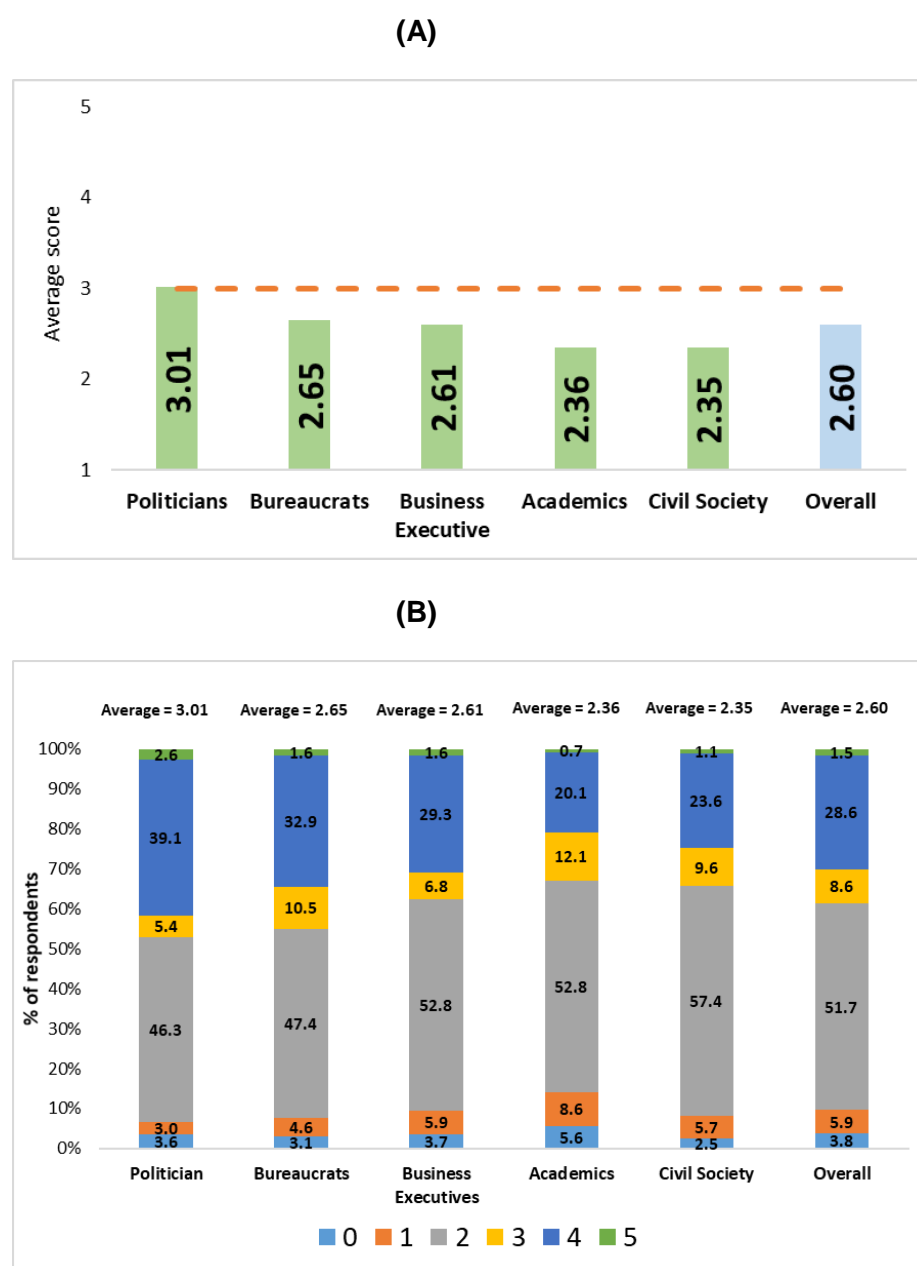 (A)
5
4
3
2
1
Average score
3.01
2.65
2.61
2.36
2.35
2.60
Politicians Bureaucrats Business Academics Civil Society Overall
Executive
(B)
Average = 3.01 Average = 2.65 Average = 2.61 Average = 2.36 Average = 2.35 Average = 2.60
% of respondents
100%
90%
80%
70%
60%
50%
40%
30%
20%
10%
0%
2.6 1.6 1.6 0.7 1.1 1.5
39.1 32.9 29.3 20.1 23.6 28.6
5.4 10.5 6.8 12.1 9.6 8.6
46.3 47.4 52.8 52.8 57.4 51.7
3.0 4.6 5.9 8.6 5.7 5.9
3.6 3.1 3.7 5.6 2.5 3.8
Politician Bureaucrats Business Academics Civil Society Overall
Executives
0 1 2 3 4 5